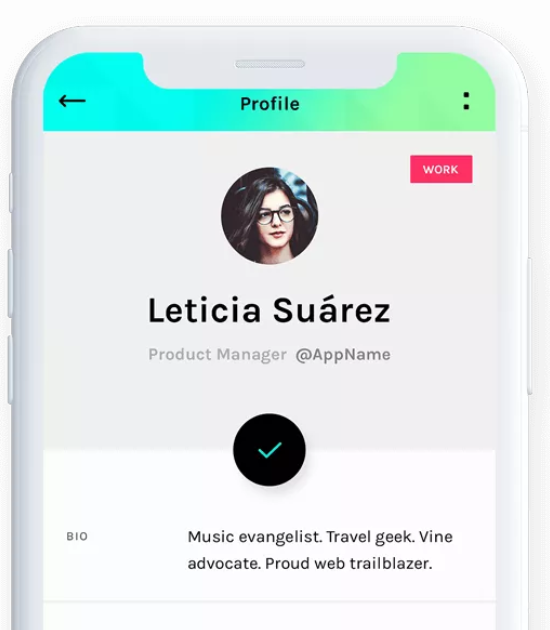 Profile
WORK
Leticia Suárez
Product Manager @AppName
BIO
Music evangelist. Travel geek. Vine
advocate. Proud web trailblazer.